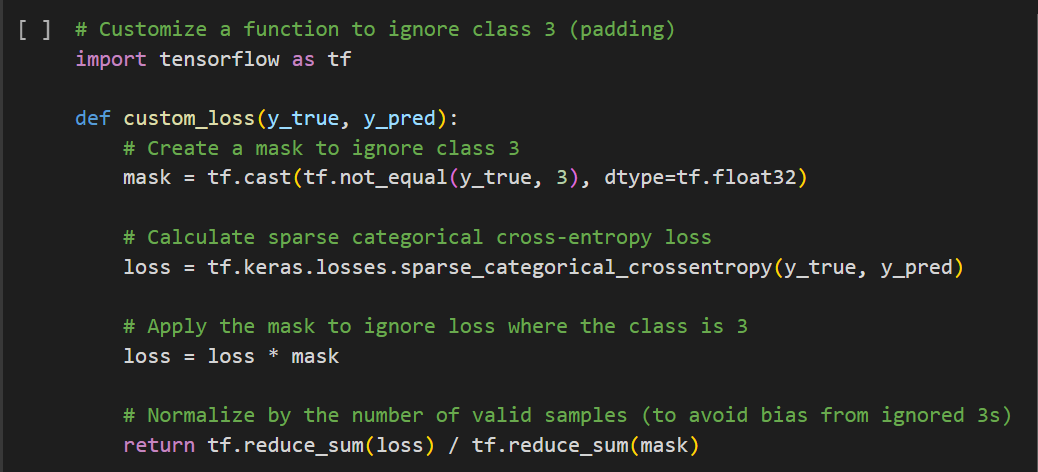 [ ] # Customize a function to ignore class 3 (padding)
import tensorflow as tf
def custom_loss(y_true, y_pred):
# Create a mask to ignore class 3
mask = tf.cast(tf.not_equal(y_true, 3), dtype=tf.float32)
# Calculate sparse categorical cross-entropy loss
loss = tf.keras.losses.sparse_categorical_crossentropy(y_true, y_pred)
# Apply the mask to ignore loss where the class is 3
loss = loss * mask
# Normalize by the number of valid samples (to avoid bias from ignored 3s)
return tf.reduce_sum(loss) / tf.reduce_sum(mask)